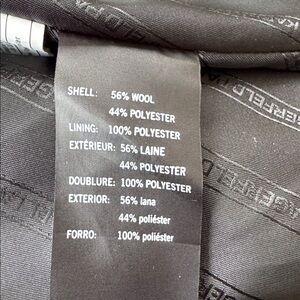 SHELL: 56% WOOL
44% POLYESTER
LINING: 100% POLYESTER
EXTÉRIEUR: 56% LAINE
44% POLYESTER
DOUBLURE: 100% POLYESTER
EXTERIOR: 56% lana
44% poliéster
FORRO: 100% poliéster